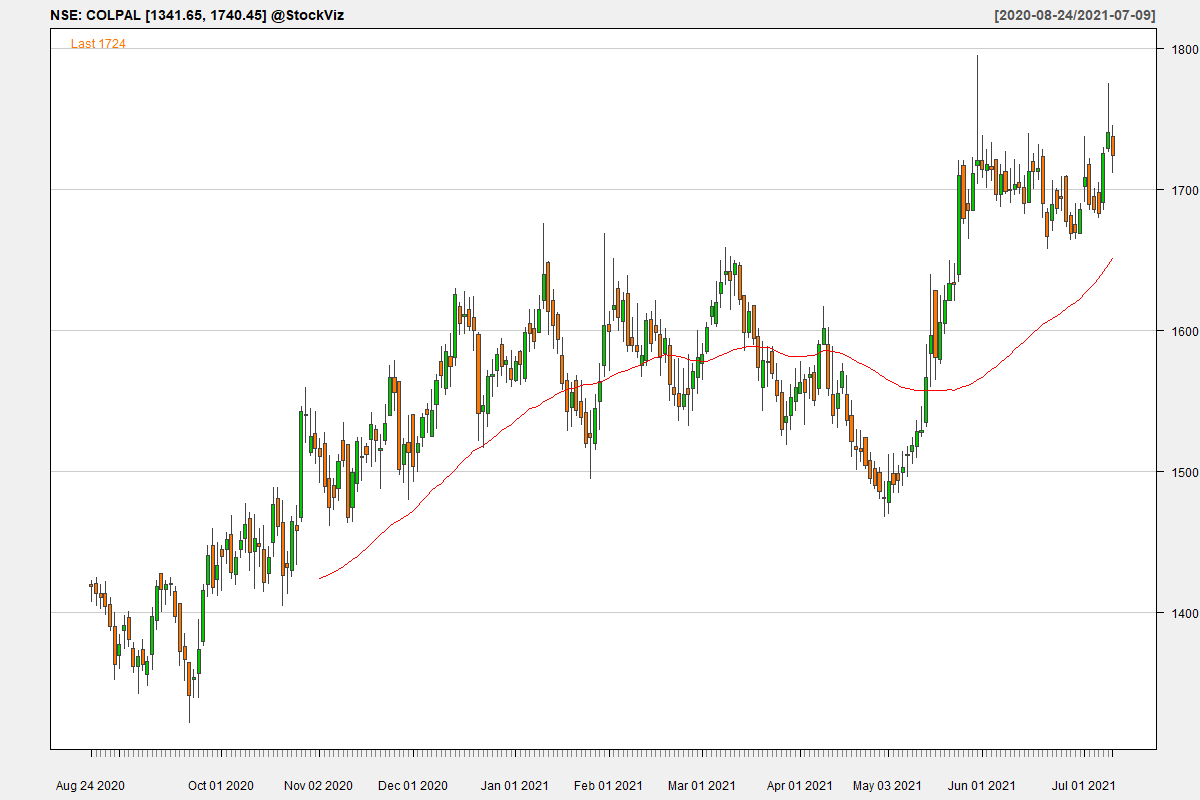 NSE: COLPAL [1341.65, 1740.45] @StockViz
[2020-08-24/2021-07-09]
Last 1724
1800
1700
1600
1500
1400
Aug 24 2020
Oct 01 2020
Nov 02 2020
Dec 01 2020
Jan 01 2021
Feb 01 2021
Mar 01 2021
Apr 01 2021
May 03 2021
Jun 01 2021
Jul 01 2021